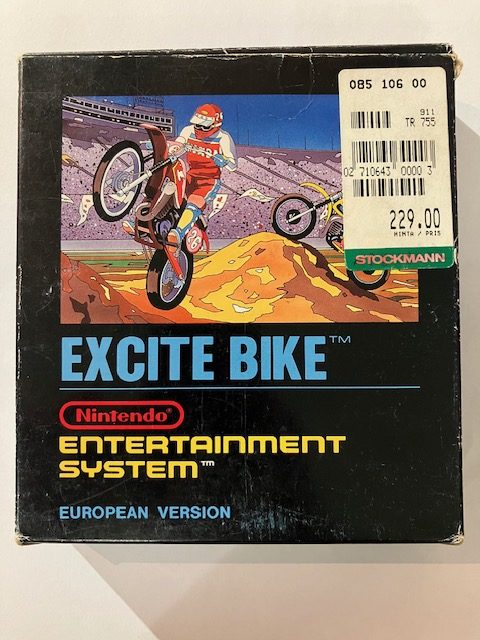 085 106 00
911
TR 755
02 710643 0000 3
229.00
HINTA / PRIS
STOCKMANN
EXCITE BIKE™
Nintendo®
ENTERTAINMENT
SYSTEM™
EUROPEAN VERSION